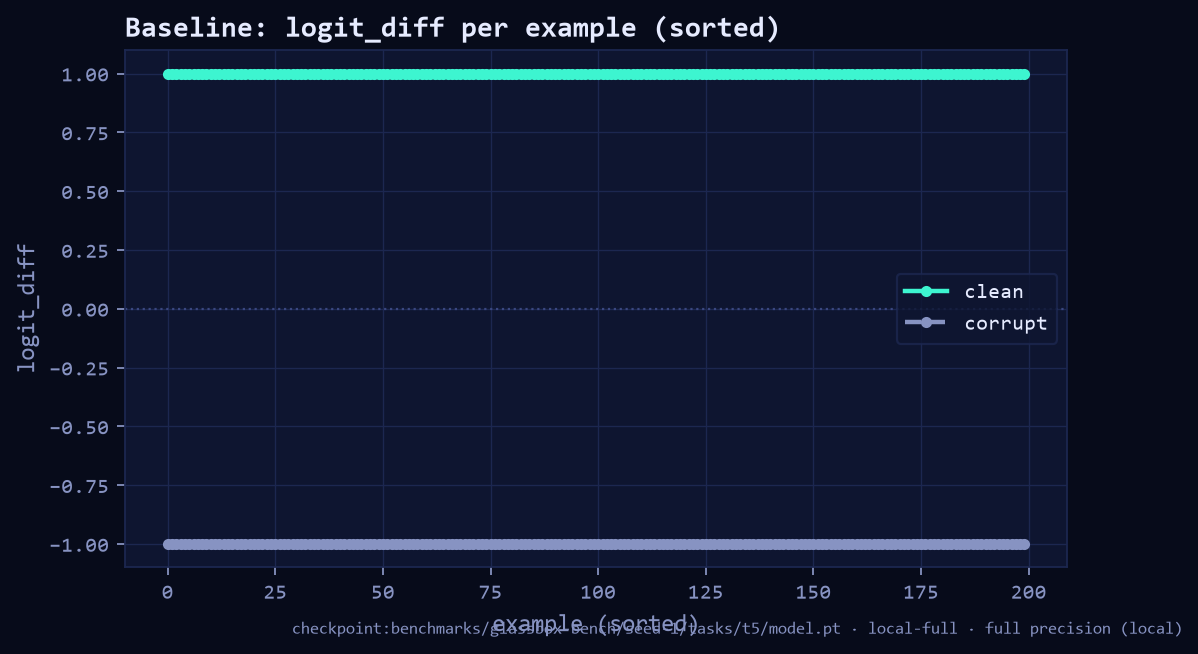 Baseline: logit_diff per example (sorted)
1.00
0.75
0.50
0.25
0.00
−0.25
−0.50
−0.75
−1.00
logit_diff
clean
corrupt
0 25 50 75 100 125 150 175 200
example (sorted)
checkpoint:benchmarks/glassbox-bench/seed-1/tasks/t5/model.pt · local-full · full precision (local)